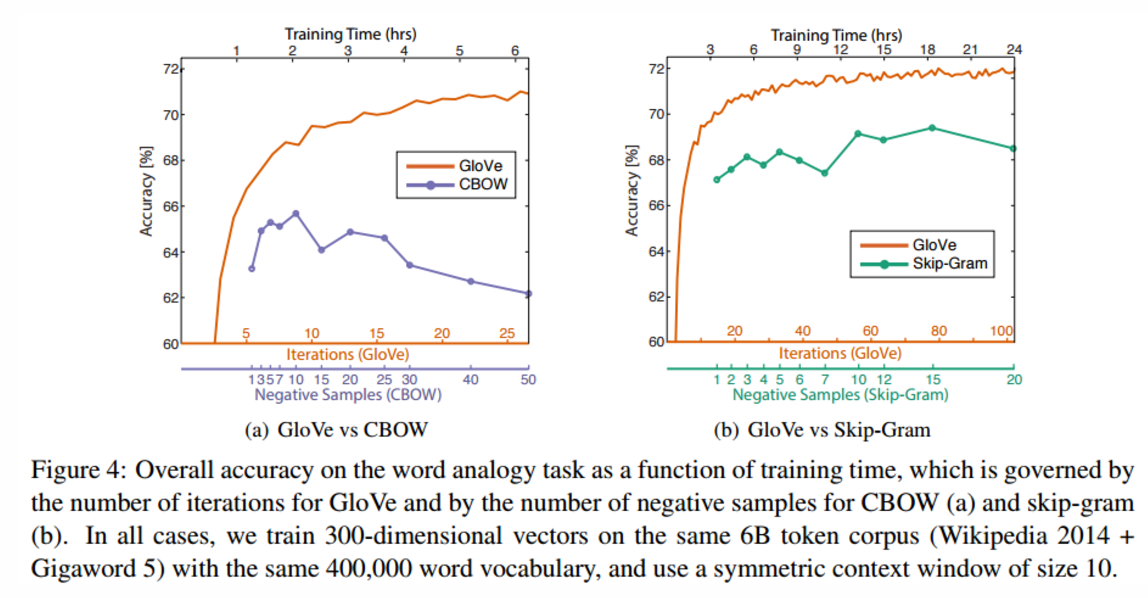 Training Time (hrs)
1 2 3 4 5 6
72
70
68
66
64
62
60
Accuracy [%]
GloVe
CBOW
5 10 15 20 25
Iterations (GloVe)
1 3 5 7 10 15 20 25 30 40 50
Negative Samples (CBOW)
(a) GloVe vs CBOW
Training Time (hrs)
3 6 9 12 15 18 21 24
72
70
68
66
64
62
60
Accuracy [%]
GloVe
Skip-Gram
20 40 60 80 100
Iterations (GloVe)
1 2 3 4 5 6 7 10 12 15 20
Negative Samples (Skip-Gram)
(b) GloVe vs Skip-Gram
Figure 4: Overall accuracy on the word analogy task as a function of training time, which is governed by
the number of iterations for GloVe and by the number of negative samples for CBOW (a) and skip-gram
(b). In all cases, we train 300-dimensional vectors on the same 6B token corpus (Wikipedia 2014 +
Gigaword 5) with the same 400,000 word vocabulary, and use a symmetric context window of size 10.